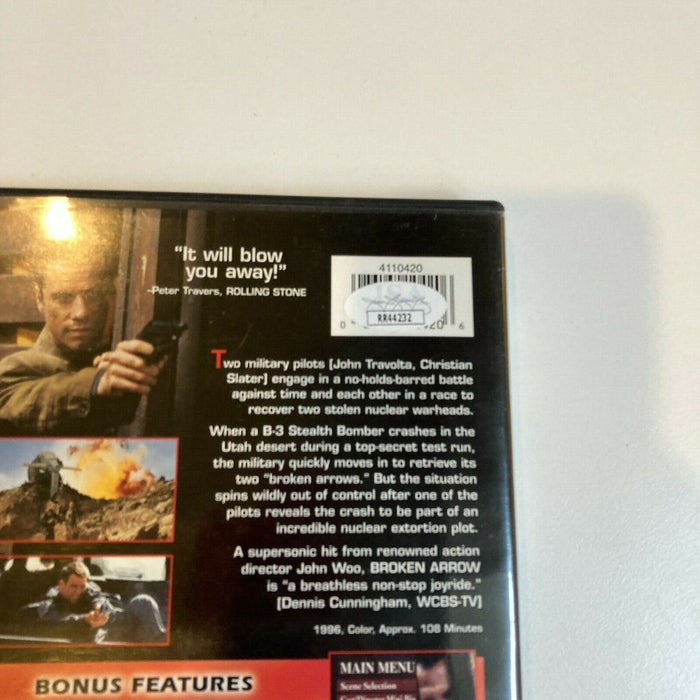 "It will blow
you away!"
-Peter Travers, ROLLING STONE
4110420
RR44232
0
20
6
Two military pilots [John Travolta, Christian
Slater] engage in a no-holds-barred battle
against time and each other in a race to
recover two stolen nuclear warheads.
When a B-3 Stealth Bomber crashes in the
Utah desert during a top-secret test run,
the military quickly moves in to retrieve its
two "broken arrows." But the situation
spins wildly out of control after one of the
pilots reveals the crash to be part of an
incredible nuclear extortion plot.
A supersonic hit from renowned action
director John Woo, BROKEN ARROW
is "a breathless non-stop joyride."
[Dennis Cunningham, WCBS-TV]
1996, Color, Approx. 108 Minutes
BONUS FEATURES
MAIN MENU
Scene Selection